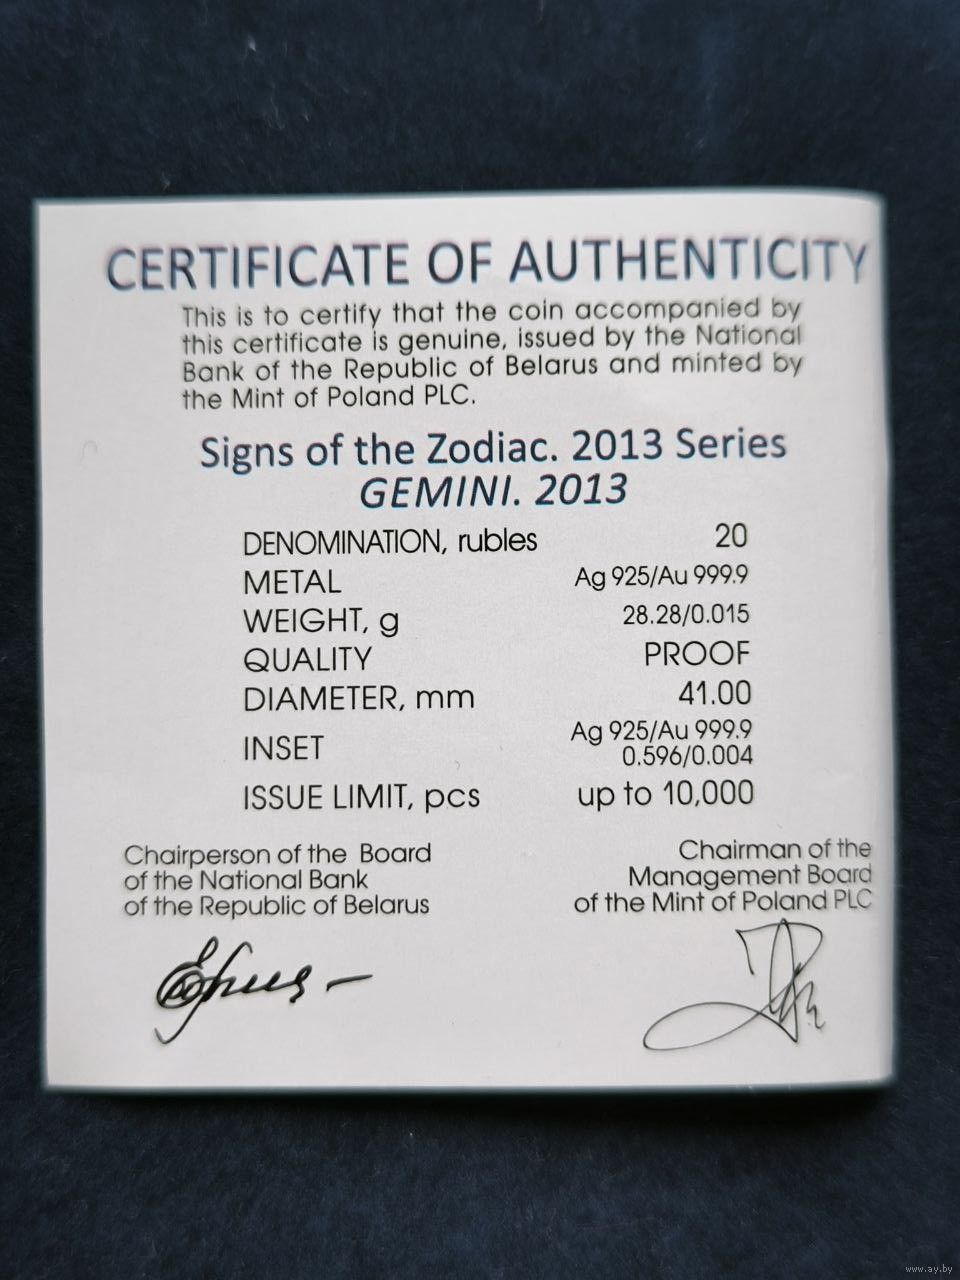 CERTIFICATE OF AUTHENTICITY
This is to certify that the coin accompanied by
this certificate is genuine, issued by the National
Bank of the Republic of Belarus and minted by
the Mint of Poland PLC.
Signs of the Zodiac. 2013 Series
GEMINI. 2013
DENOMINATION, rubles 20
METAL Ag 925/Au 999.9
WEIGHT, g 28.28/0.015
QUALITY PROOF
DIAMETER, mm 41.00
INSET Ag 925/Au 999.9
0.596/0.004
ISSUE LIMIT, pcs up to 10,000
Chairperson of the Board
of the National Bank
of the Republic of Belarus
Chairman of the
Management Board
of the Mint of Poland PLC
www.ay.by